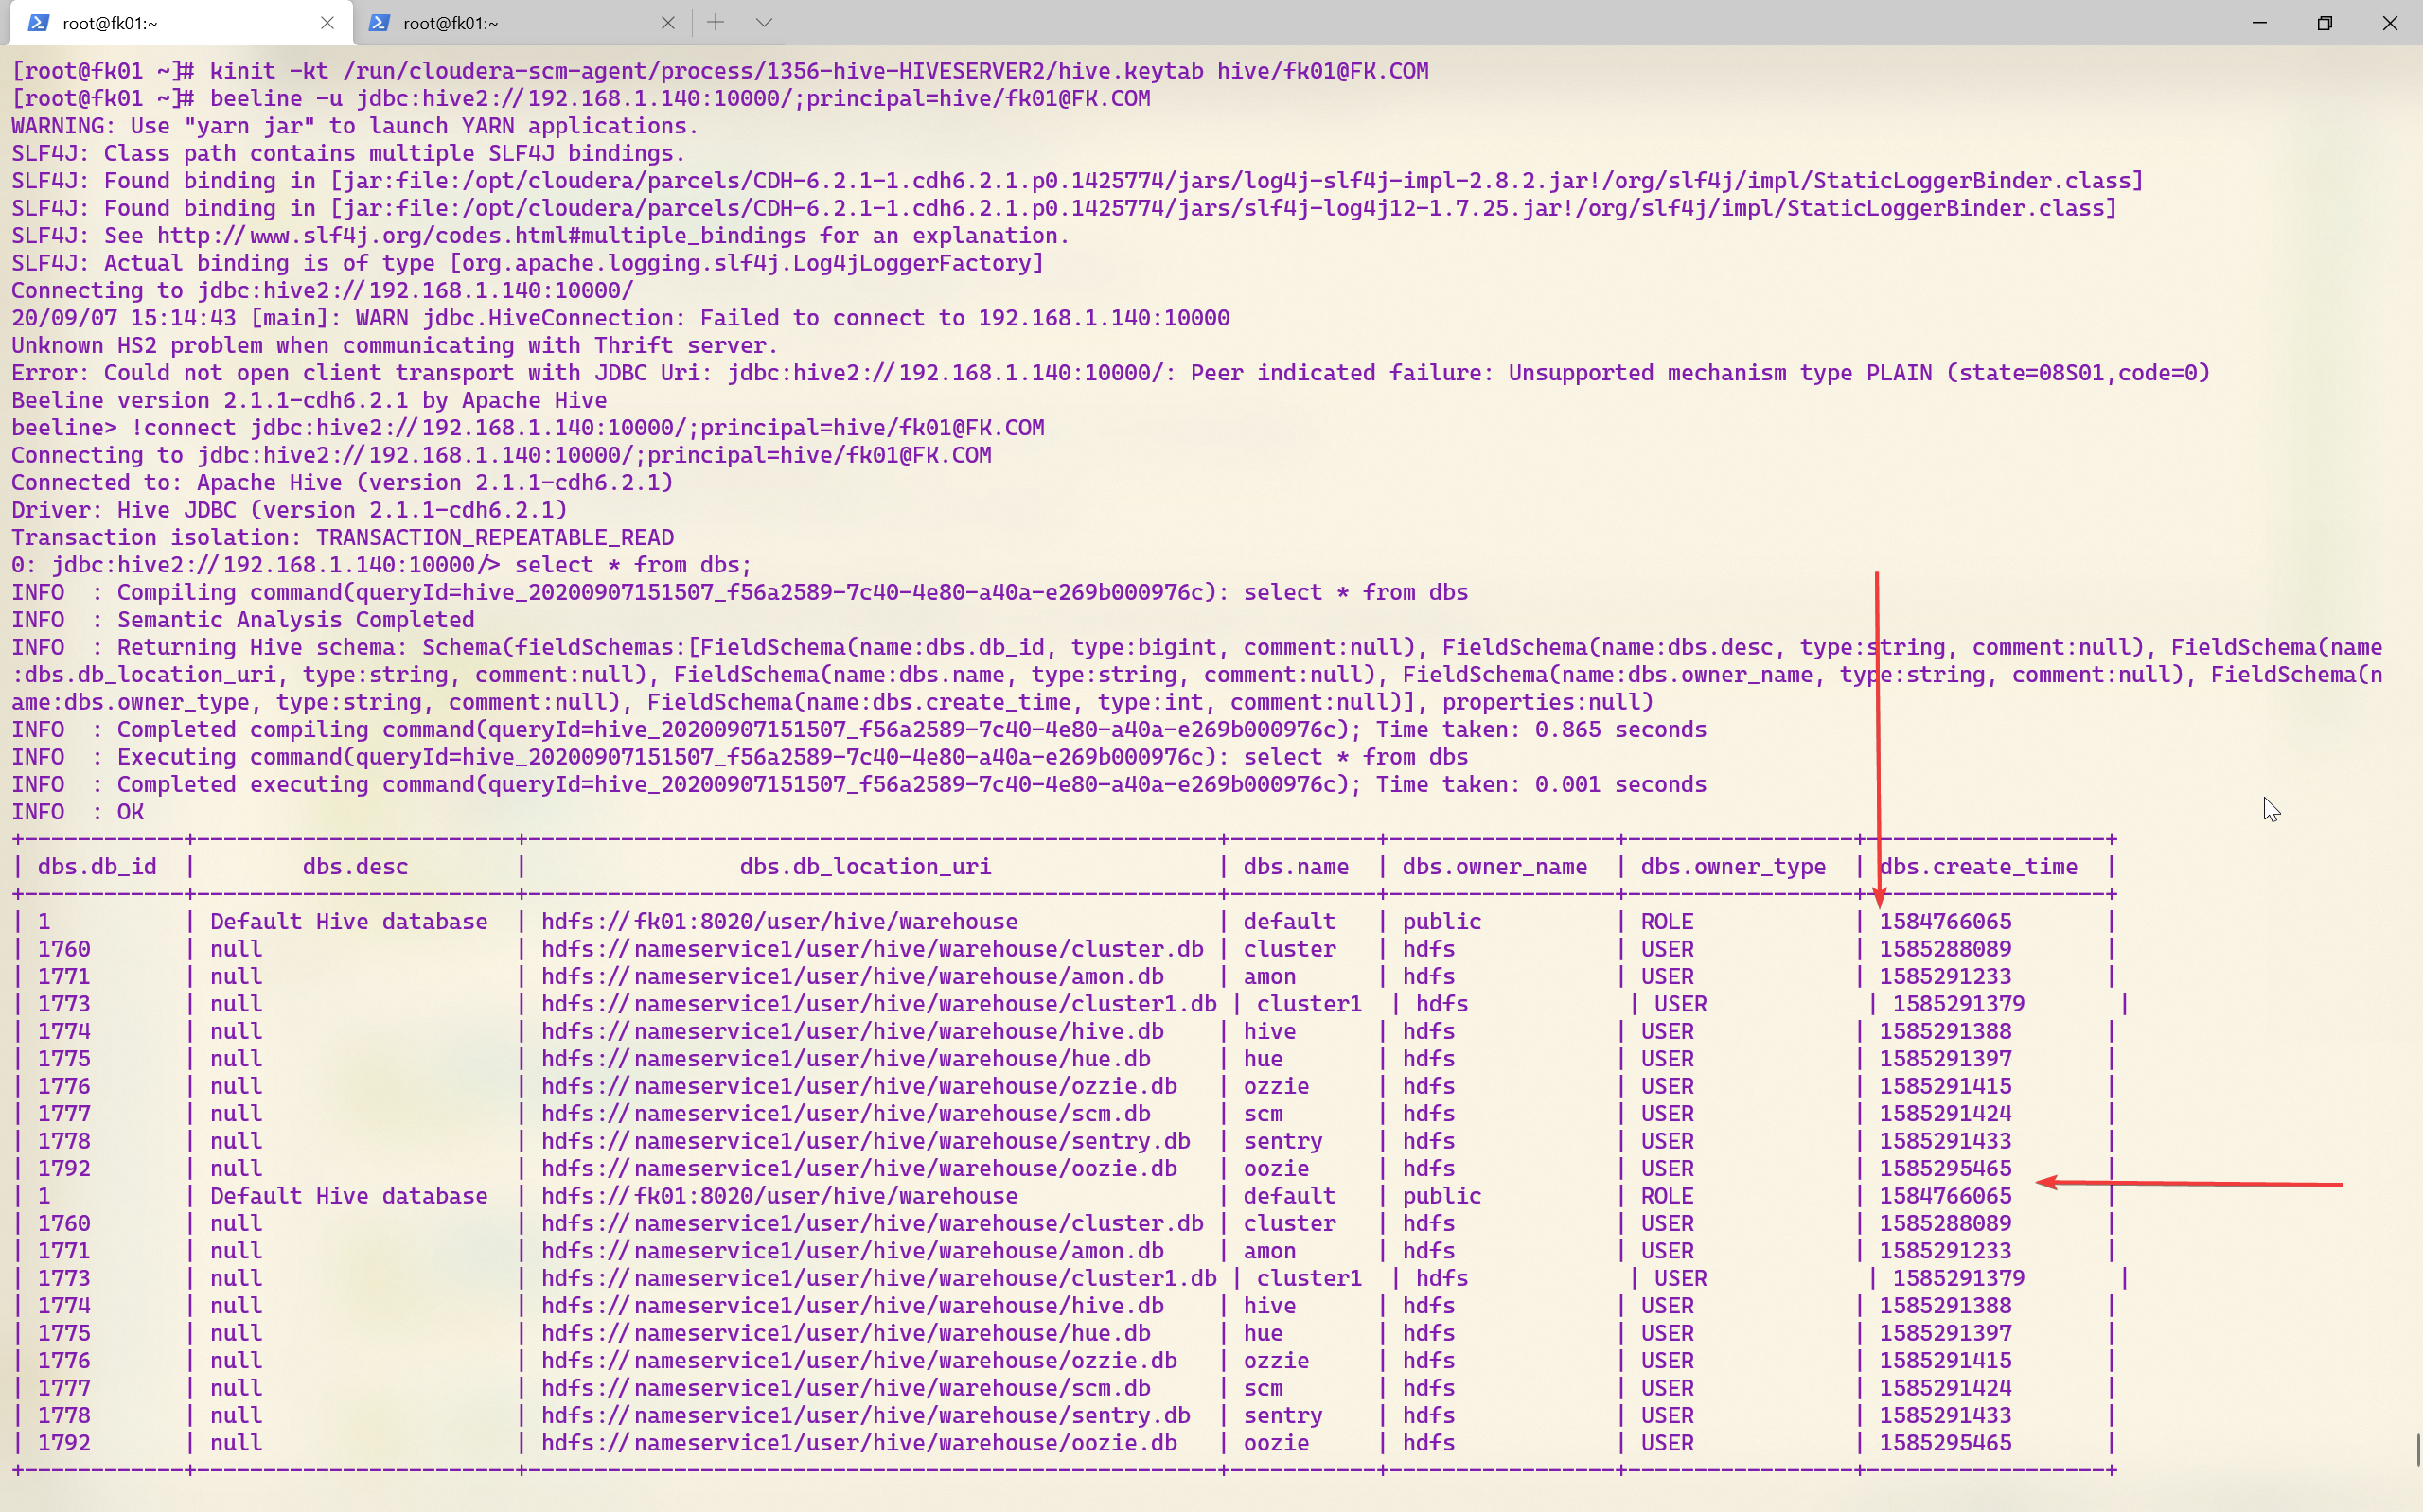 root@fk01:~
root@fk01:~
[root@fk01 ~]# kinit -kt /run/cloudera-scm-agent/process/1356-hive-HIVESERVER2/hive.keytab hive/fk01@FK.COM
[root@fk01 ~]# beeline -u jdbc:hive2://192.168.1.140:10000/;principal=hive/fk01@FK.COM
WARNING: Use "yarn jar" to launch YARN applications.
SLF4J: Class path contains multiple SLF4J bindings.
SLF4J: Found binding in [jar:file:/opt/cloudera/parcels/CDH-6.2.1-1.cdh6.2.1.p0.1425774/jars/log4j-slf4j-impl-2.8.2.jar!/org/slf4j/impl/StaticLoggerBinder.class]
SLF4J: Found binding in [jar:file:/opt/cloudera/parcels/CDH-6.2.1-1.cdh6.2.1.p0.1425774/jars/slf4j-log4j12-1.7.25.jar!/org/slf4j/impl/StaticLoggerBinder.class]
SLF4J: See http://www.slf4j.org/codes.html#multiple_bindings for an explanation.
SLF4J: Actual binding is of type [org.apache.logging.slf4j.Log4jLoggerFactory]
Connecting to jdbc:hive2://192.168.1.140:10000/
20/09/07 15:14:43 [main]: WARN jdbc.HiveConnection: Failed to connect to 192.168.1.140:10000
Unknown HS2 problem when communicating with Thrift server.
Error: Could not open client transport with JDBC Uri: jdbc:hive2://192.168.1.140:10000/: Peer indicated failure: Unsupported mechanism type PLAIN (state=08S01,code=0)
Beeline version 2.1.1-cdh6.2.1 by Apache Hive
beeline> !connect jdbc:hive2://192.168.1.140:10000/;principal=hive/fk01@FK.COM
Connecting to jdbc:hive2://192.168.1.140:10000/;principal=hive/fk01@FK.COM
Connected to: Apache Hive (version 2.1.1-cdh6.2.1)
Driver: Hive JDBC (version 2.1.1-cdh6.2.1)
Transaction isolation: TRANSACTION_REPEATABLE_READ
0: jdbc:hive2://192.168.1.140:10000/> select * from dbs;
INFO  : Compiling command(queryId=hive_20200907151507_f56a2589-7c40-4e80-a40a-e269b000976c): select * from dbs
INFO  : Semantic Analysis Completed
INFO  : Returning Hive schema: Schema(fieldSchemas:[FieldSchema(name:dbs.db_id, type:bigint, comment:null), FieldSchema(name:dbs.desc, type:string, comment:null), FieldSchema(name
:dbs.db_location_uri, type:string, comment:null), FieldSchema(name:dbs.name, type:string, comment:null), FieldSchema(name:dbs.owner_name, type:string, comment:null), FieldSchema(n
ame:dbs.owner_type, type:string, comment:null), FieldSchema(name:dbs.create_time, type:int, comment:null)], properties:null)
INFO  : Completed compiling command(queryId=hive_20200907151507_f56a2589-7c40-4e80-a40a-e269b000976c); Time taken: 0.865 seconds
INFO  : Executing command(queryId=hive_20200907151507_f56a2589-7c40-4e80-a40a-e269b000976c): select * from dbs
INFO  : Completed executing command(queryId=hive_20200907151507_f56a2589-7c40-4e80-a40a-e269b000976c); Time taken: 0.001 seconds
INFO  : OK
| dbs.db_id | dbs.desc | dbs.db_location_uri | dbs.name | dbs.owner_name | dbs.owner_type | dbs.create_time |
| 1 | Default Hive database | hdfs://fk01:8020/user/hive/warehouse | default | public | ROLE | 1584766065 |
| 1760 | null | hdfs://nameservice1/user/hive/warehouse/cluster.db | cluster | hdfs | USER | 1585288089 |
| 1771 | null | hdfs://nameservice1/user/hive/warehouse/amon.db | amon | hdfs | USER | 1585291233 |
| 1773 | null | hdfs://nameservice1/user/hive/warehouse/cluster1.db | cluster1 | hdfs | USER | 1585291379 |
| 1774 | null | hdfs://nameservice1/user/hive/warehouse/hive.db | hive | hdfs | USER | 1585291388 |
| 1775 | null | hdfs://nameservice1/user/hive/warehouse/hue.db | hue | hdfs | USER | 1585291397 |
| 1776 | null | hdfs://nameservice1/user/hive/warehouse/ozzie.db | ozzie | hdfs | USER | 1585291415 |
| 1777 | null | hdfs://nameservice1/user/hive/warehouse/scm.db | scm | hdfs | USER | 1585291424 |
| 1778 | null | hdfs://nameservice1/user/hive/warehouse/sentry.db | sentry | hdfs | USER | 1585291433 |
| 1792 | null | hdfs://nameservice1/user/hive/warehouse/oozie.db | oozie | hdfs | USER | 1585295465 |
| 1 | Default Hive database | hdfs://fk01:8020/user/hive/warehouse | default | public | ROLE | 1584766065 |
| 1760 | null | hdfs://nameservice1/user/hive/warehouse/cluster.db | cluster | hdfs | USER | 1585288089 |
| 1771 | null | hdfs://nameservice1/user/hive/warehouse/amon.db | amon | hdfs | USER | 1585291233 |
| 1773 | null | hdfs://nameservice1/user/hive/warehouse/cluster1.db | cluster1 | hdfs | USER | 1585291379 |
| 1774 | null | hdfs://nameservice1/user/hive/warehouse/hive.db | hive | hdfs | USER | 1585291388 |
| 1775 | null | hdfs://nameservice1/user/hive/warehouse/hue.db | hue | hdfs | USER | 1585291397 |
| 1776 | null | hdfs://nameservice1/user/hive/warehouse/ozzie.db | ozzie | hdfs | USER | 1585291415 |
| 1777 | null | hdfs://nameservice1/user/hive/warehouse/scm.db | scm | hdfs | USER | 1585291424 |
| 1778 | null | hdfs://nameservice1/user/hive/warehouse/sentry.db | sentry | hdfs | USER | 1585291433 |
| 1792 | null | hdfs://nameservice1/user/hive/warehouse/oozie.db | oozie | hdfs | USER | 1585295465 |